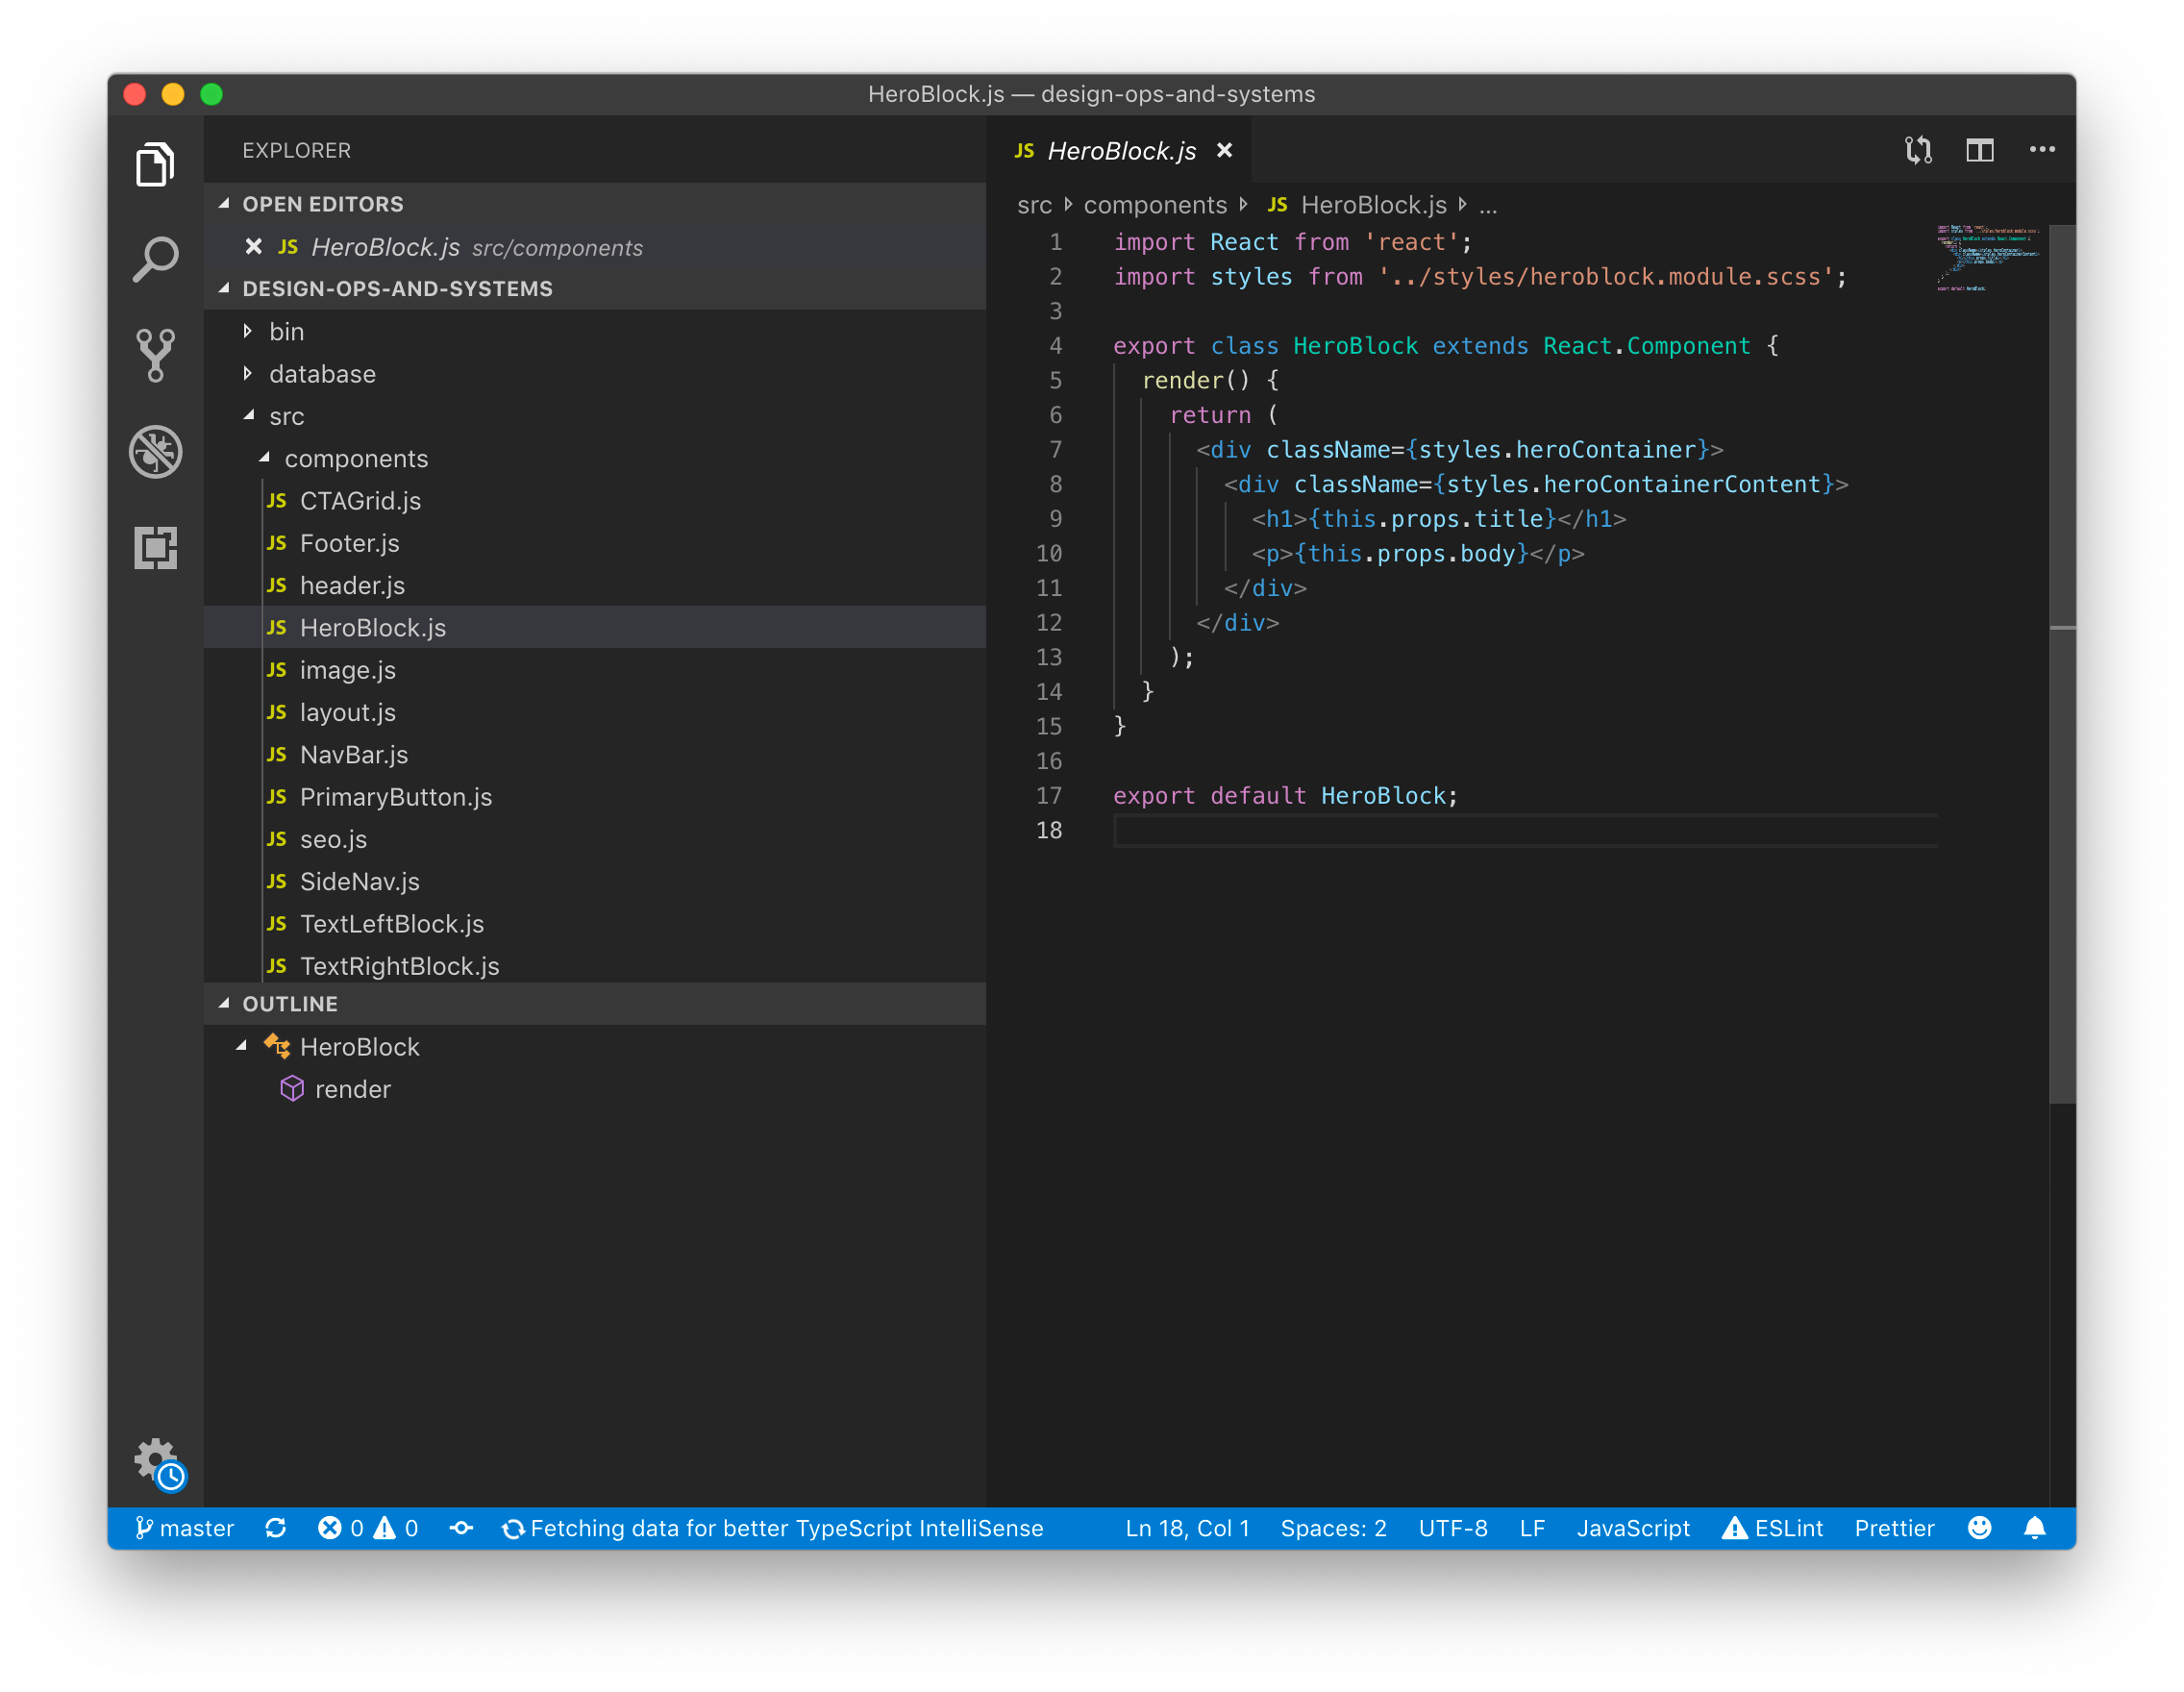 HeroBlock.js — design-ops-and-systems
EXPLORER
OPEN EDITORS
JS HeroBlock.js src/components
DESIGN-OPS-AND-SYSTEMS
bin
database
src
components
JS CTAGrid.js
JS Footer.js
JS header.js
JS HeroBlock.js
JS image.js
JS layout.js
JS NavBar.js
JS PrimaryButton.js
JS seo.js
JS SideNav.js
JS TextLeftBlock.js
JS TextRightBlock.js
OUTLINE
HeroBlock
render
JS HeroBlock.js
src components JS HeroBlock.js ...
1 import React from 'react';
2 import styles from '../styles/heroblock.module.scss';
3
4 export class HeroBlock extends React.Component {
5 render() {
6 return (
7 <div className={styles.heroContainer}>
8 <div className={styles.heroContainerContent}>
9 <h1>{this.props.title}</h1>
10 <p>{this.props.body}</p>
11 </div>
12 </div>
13 );
14 }
15 }
16
17 export default HeroBlock;
18
master 0 0 Fetching data for better TypeScript IntelliSense Ln 18, Col 1 Spaces: 2 UTF-8 LF JavaScript ESLint Prettier